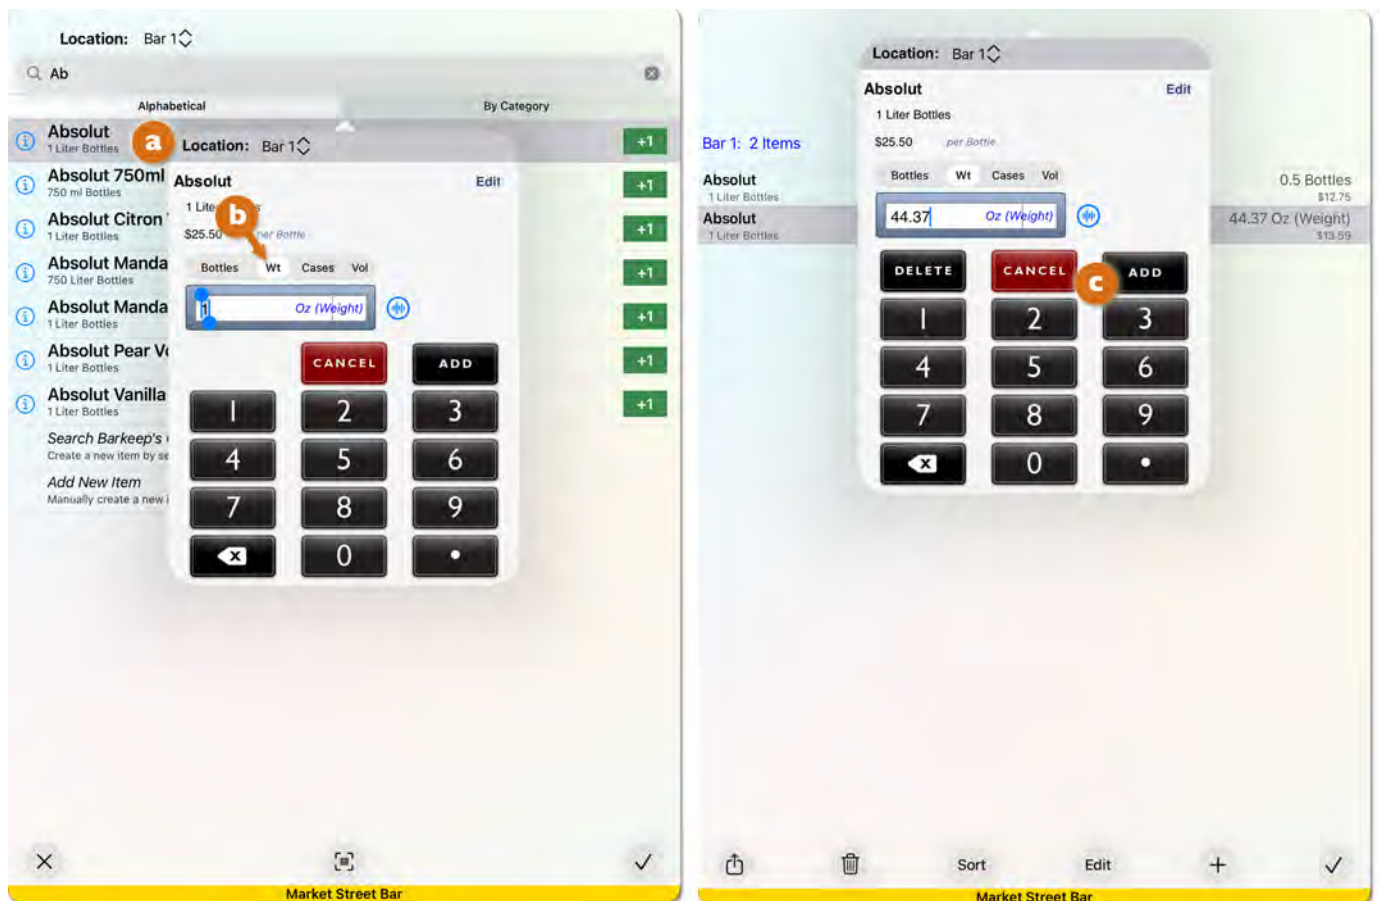 Location: Bar 1
Ab
Alphabetical
By Category
Absolut
1 Liter Bottles
+1
Absolut 750ml
750 ml Bottles
+1
Absolut Citron
1 Liter Bottles
+1
Absolut Manda
750 Liter Bottles
+1
Absolut Manda
1 Liter Bottles
+1
Absolut Pear
1 Liter Bottles
+1
Absolut Vanilla
1 Liter Bottles
+1
Search Barkeep's
Create a new item by se
Add New Item
Manually create a new i
a
Location: Bar 1
Absolut
Edit
1 Lite
b
$25.50
per Bottle
Bottles Wt Cases Vol
1 Oz (Weight)
CANCEL ADD
1 2 3
4 5 6
7 8 9
x 0 .
Market Street Bar
Location: Bar 1
Absolut
Edit
1 Liter Bottles
$25.50 per Bottle
Bottles Wt Cases Vol
44.37 Oz (Weight)
DELETE CANCEL ADD
c
1 2 3
4 5 6
7 8 9
x 0 .
Bar 1: 2 Items
Absolut
1 Liter Bottles
0.5 Bottles
$12.75
Absolut
1 Liter Bottles
44.37 Oz (Weight)
$13.59
Sort Edit
Market Street Bar